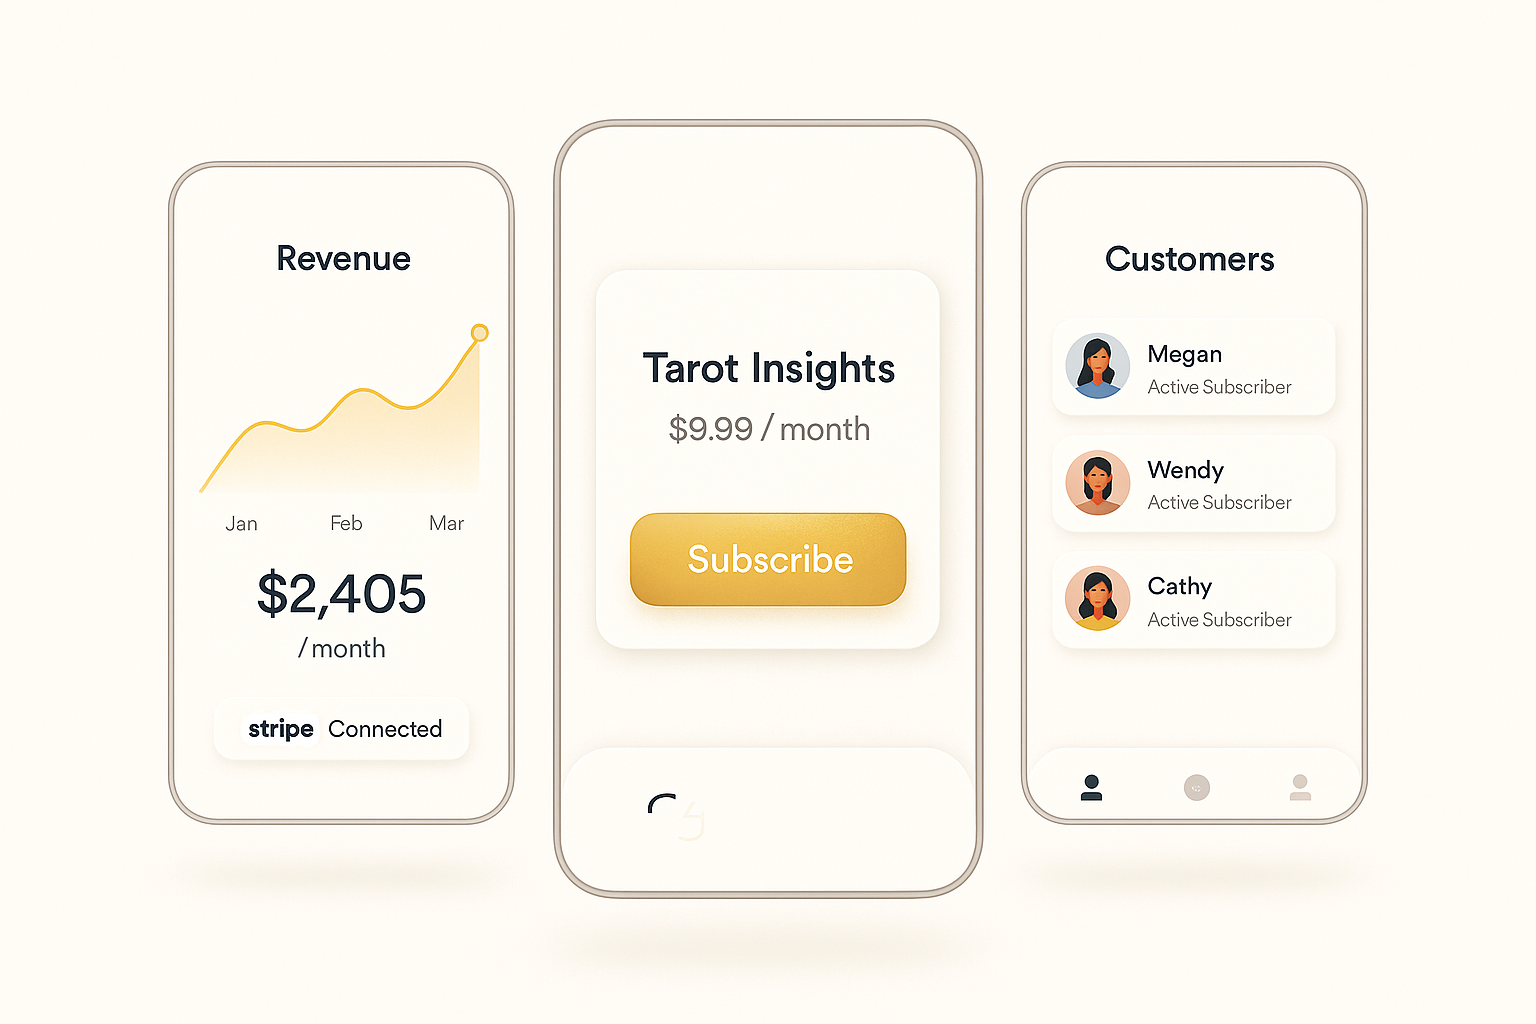 Revenue
Jan Feb Mar
$2,405
/ month
stripe Connected
Tarot Insights
$9.99 / month
Subscribe
Customers
Megan
Active Subscriber
Wendy
Active Subscriber
Cathy
Active Subscriber